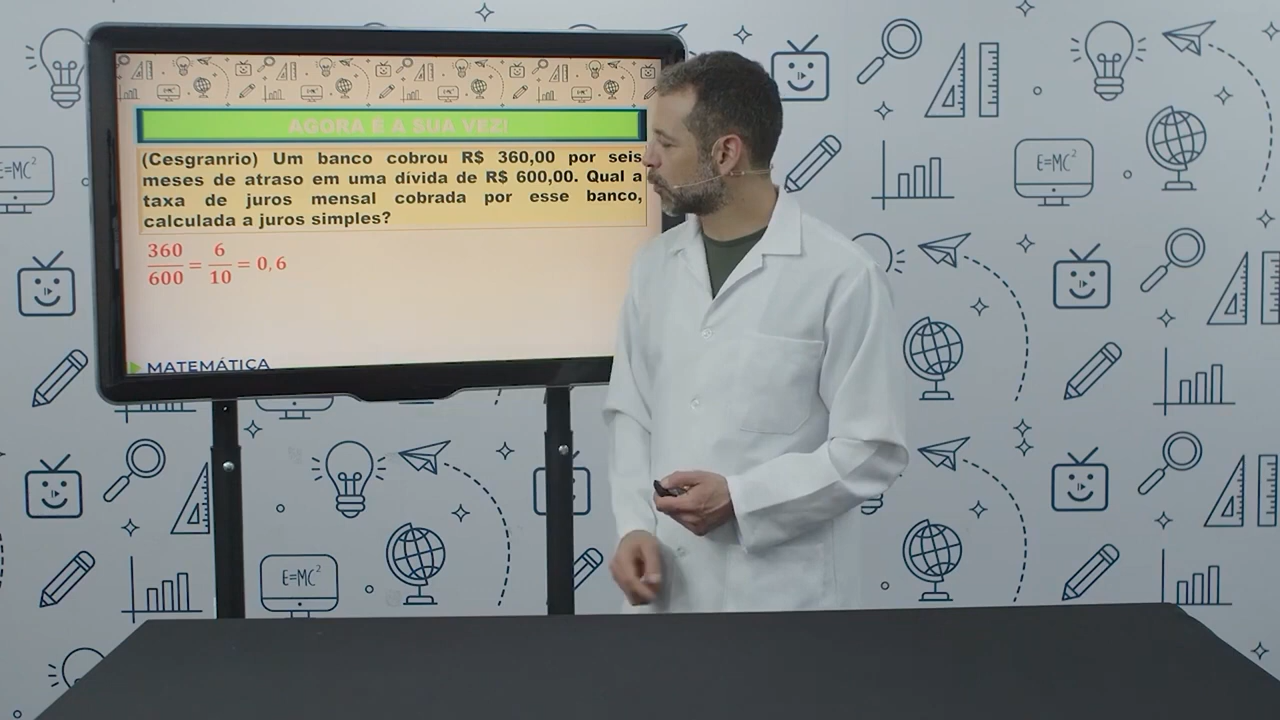 AGORA É A SUA VEZ!
(Cesgranrio) Um banco cobrou R$ 360,00 por seis
meses de atraso em uma dívida de R$ 600,00. Qual a
taxa de juros mensal cobrada por esse banco,
calculada a juros simples?
360/600 = 6/10 = 0,6
MATEMÁTICA
E=MC²
E=MC²
E=MC²